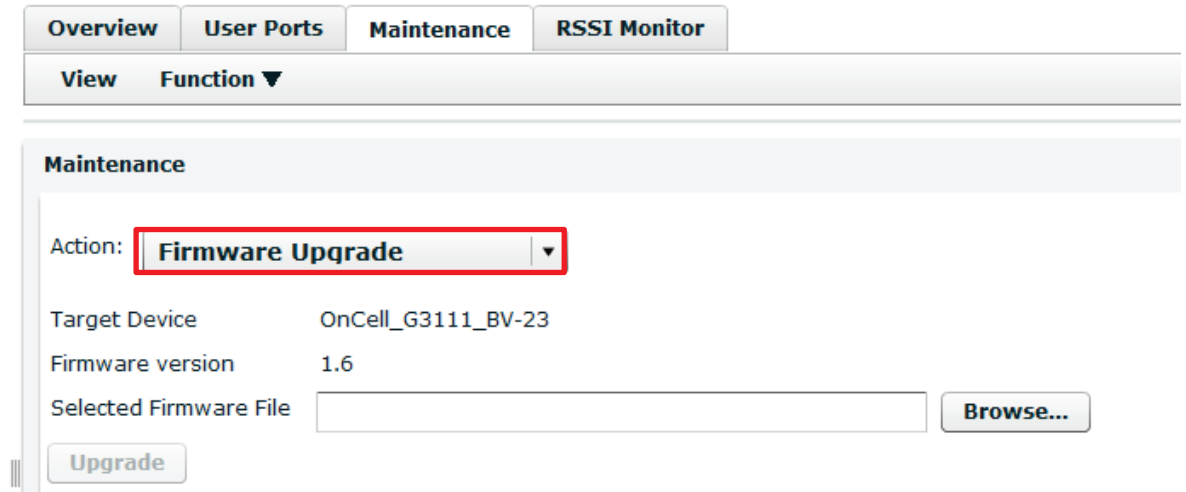 Overview User Ports Maintenance RSSI Monitor
View Function ▼
Maintenance
Action: Firmware Upgrade
Target Device OnCell_G3111_BV-23
Firmware version 1.6
Selected Firmware File Browse...
Upgrade